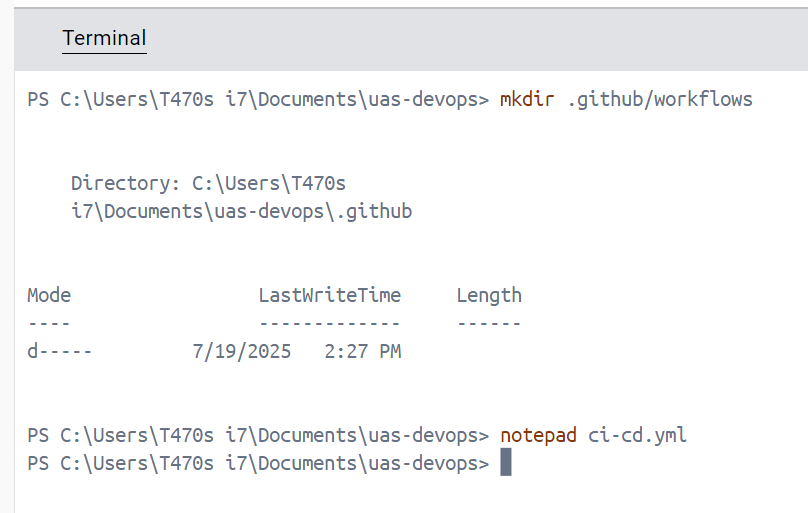 Terminal
PS C:\Users\T470s i7\Documents\uas-devops> mkdir .github/workflows
Directory: C:\Users\T470s
i7\Documents\uas-devops\.github
Mode LastWriteTime Length
---- ------------- ------
d----- 7/19/2025 2:27 PM
PS C:\Users\T470s i7\Documents\uas-devops> notepad ci-cd.yml
PS C:\Users\T470s i7\Documents\uas-devops>